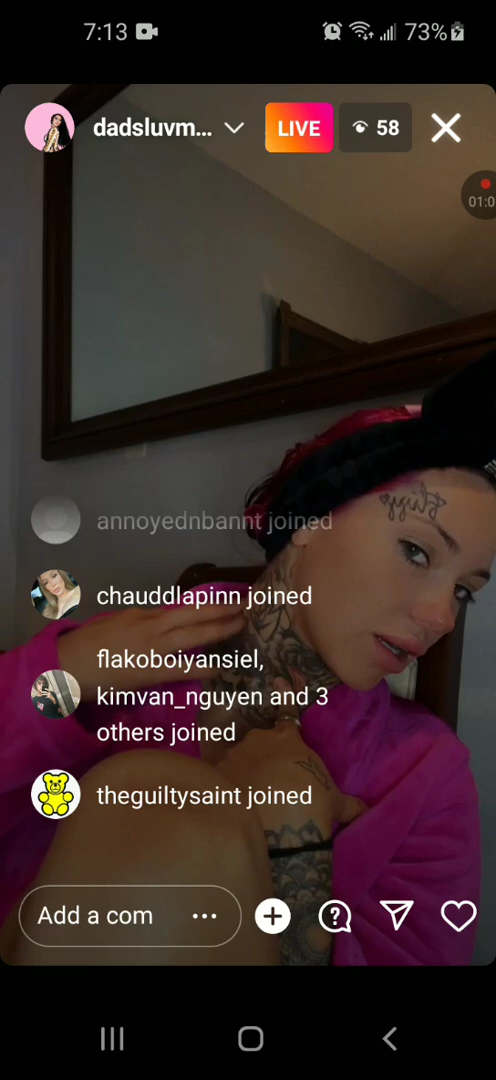 7:13
73%
dadsluvm...
LIVE
58
01:0
annoyednbannt joined
chauddlapinn joined
flakoboiyansiel,
kimvan_nguyen and 3
others joined
theguiltysaint joined
Add a com